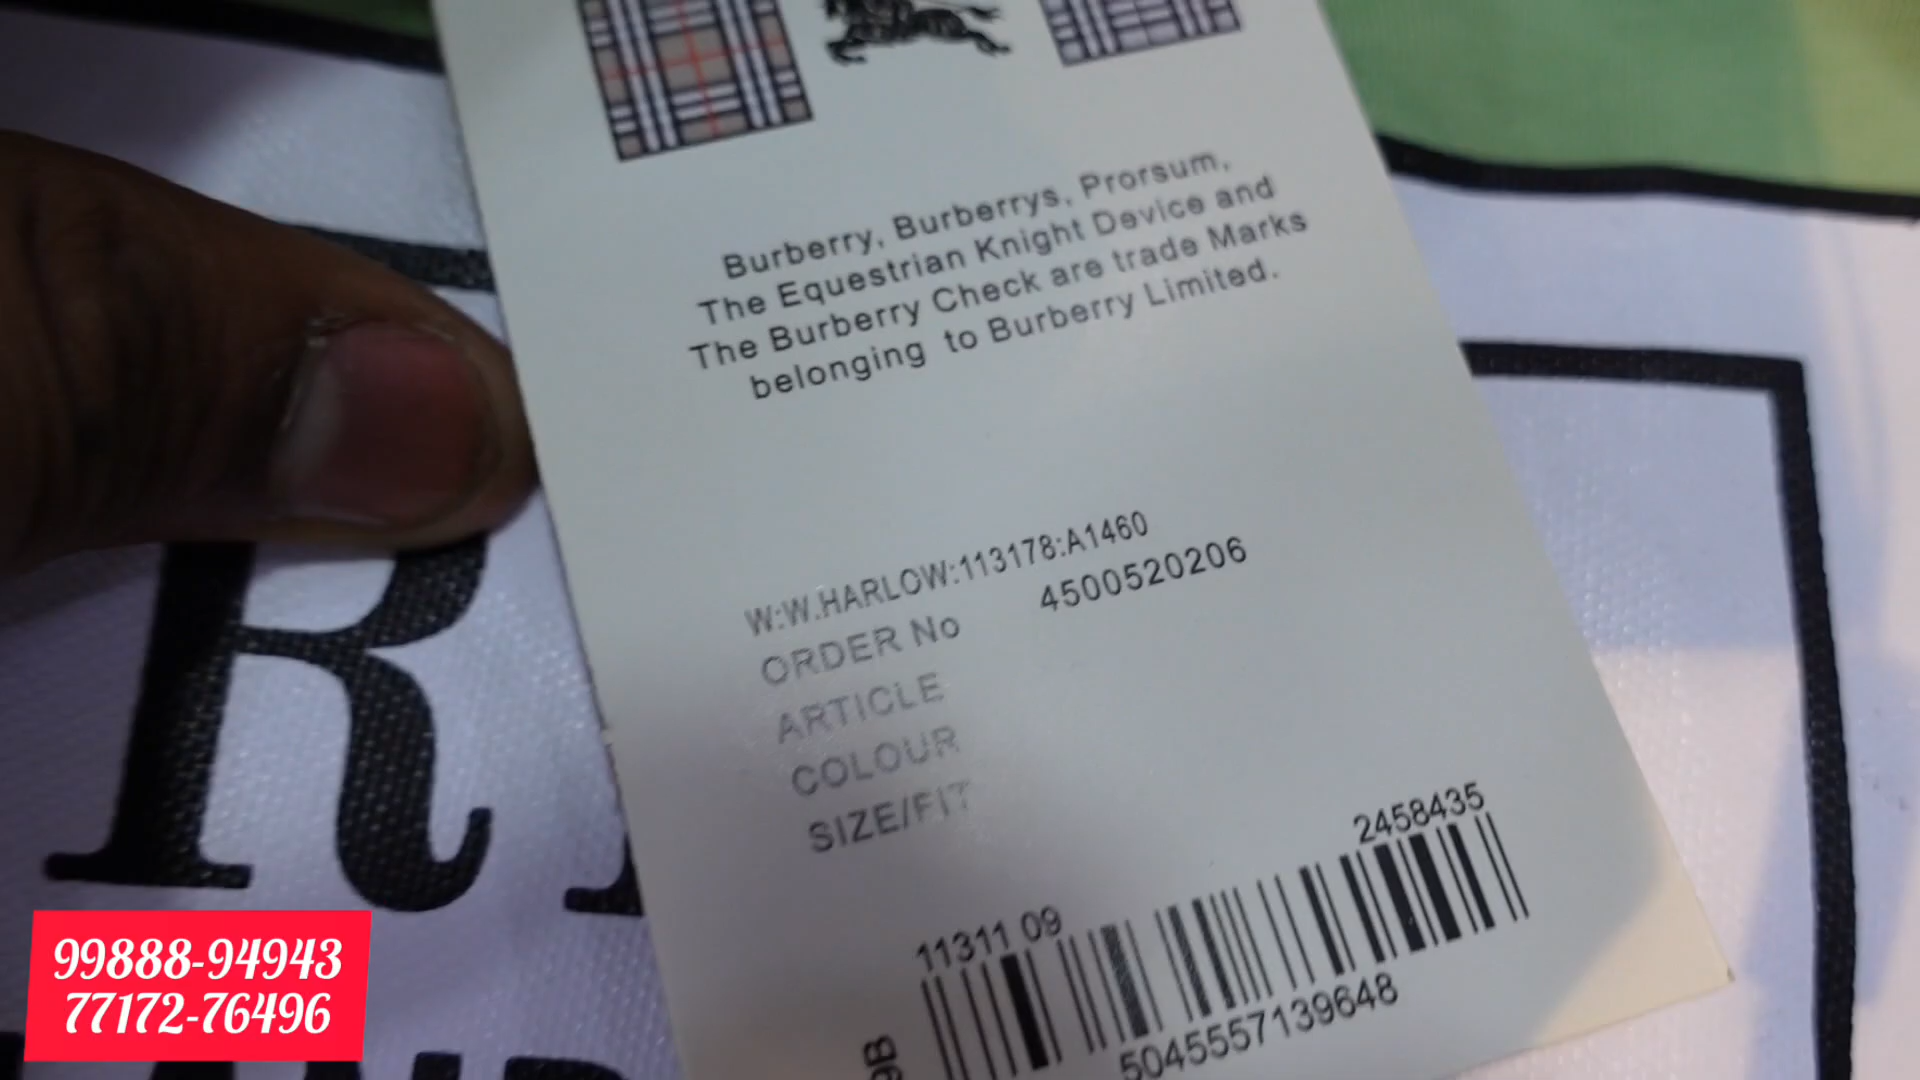 Burberry, Burberrys, Prorsum,
The Equestrian Knight Device and
The Burberry Check are trade Marks
belonging to Burberry Limited.
W:W.HARLOW:113178:A1460
ORDER No 4500520206
ARTICLE
COLOUR
SIZE/FIT
2458435
11311 09
5045557139648
9B
R
99888-94943
77172-76496